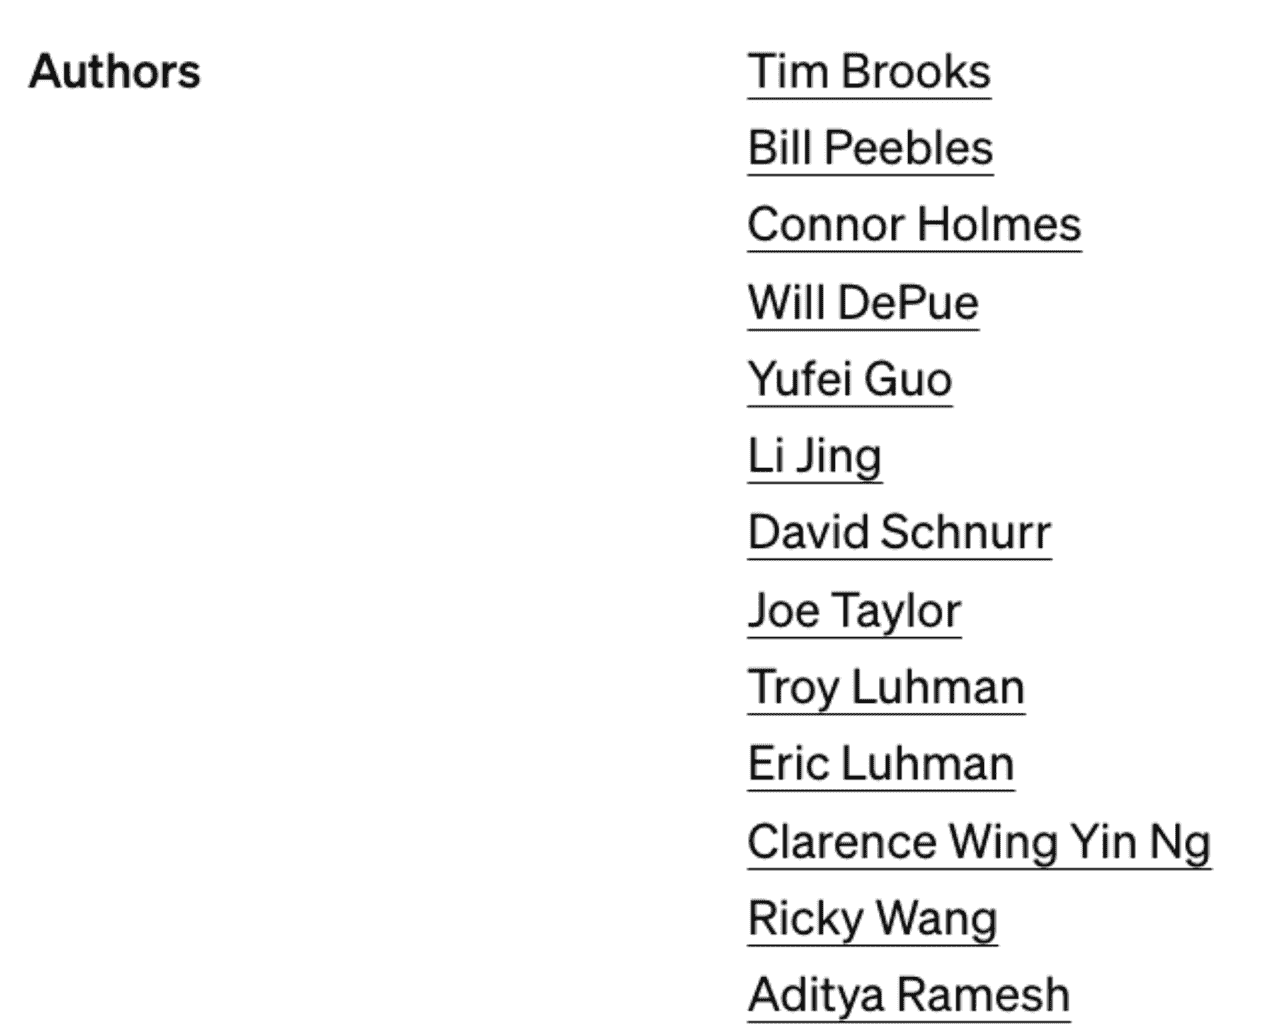 Authors
Tim Brooks
Bill Peebles
Connor Holmes
Will DePue
Yufei Guo
Li Jing
David Schnurr
Joe Taylor
Troy Luhman
Eric Luhman
Clarence Wing Yin Ng
Ricky Wang
Aditya Ramesh